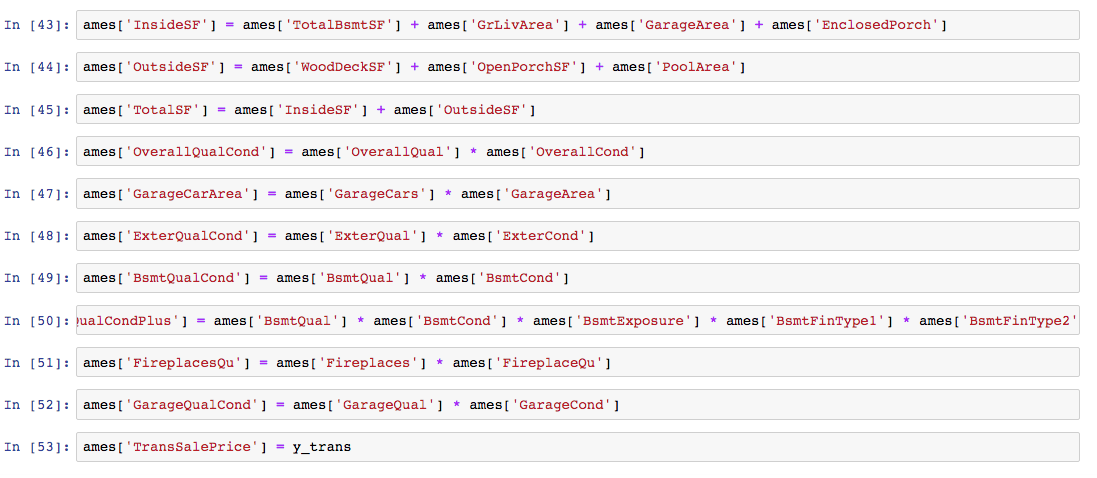 In [43]: ames['InsideSF'] = ames['TotalBsmtSF'] + ames['GrLivArea'] + ames['GarageArea'] + ames['EnclosedPorch']
In [44]: ames['OutsideSF'] = ames['WoodDeckSF'] + ames['OpenPorchSF'] + ames['PoolArea']
In [45]: ames['TotalSF'] = ames['InsideSF'] + ames['OutsideSF']
In [46]: ames['OverallQualCond'] = ames['OverallQual'] * ames['OverallCond']
In [47]: ames['GarageCarArea'] = ames['GarageCars'] * ames['GarageArea']
In [48]: ames['ExterQualCond'] = ames['ExterQual'] * ames['ExterCond']
In [49]: ames['BsmtQualCond'] = ames['BsmtQual'] * ames['BsmtCond']
In [50]: QualCondPlus'] = ames['BsmtQual'] * ames['BsmtCond'] * ames['BsmtExposure'] * ames['BsmtFinType1'] * ames['BsmtFinType2'
In [51]: ames['FireplacesQu'] = ames['Fireplaces'] * ames['FireplaceQu']
In [52]: ames['GarageQualCond'] = ames['GarageQual'] * ames['GarageCond']
In [53]: ames['TransSalePrice'] = y_trans